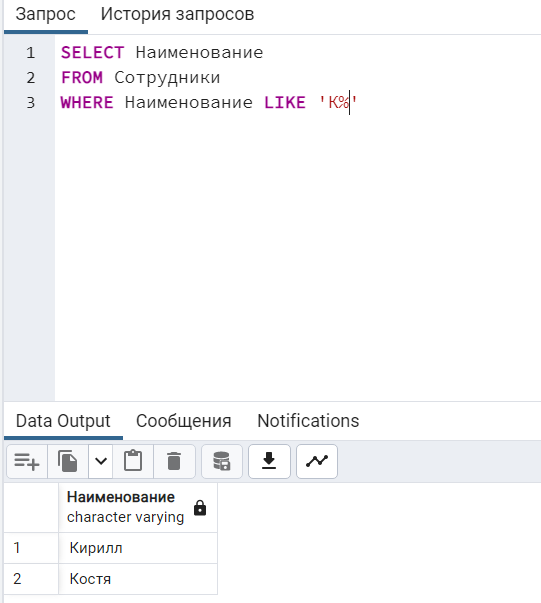 Запрос История запросов
1 SELECT Наименование
2 FROM Сотрудники
3 WHERE Наименование LIKE 'К%'
Data Output Сообщения Notifications
Наименование
character varying
1 Кирилл
2 Костя